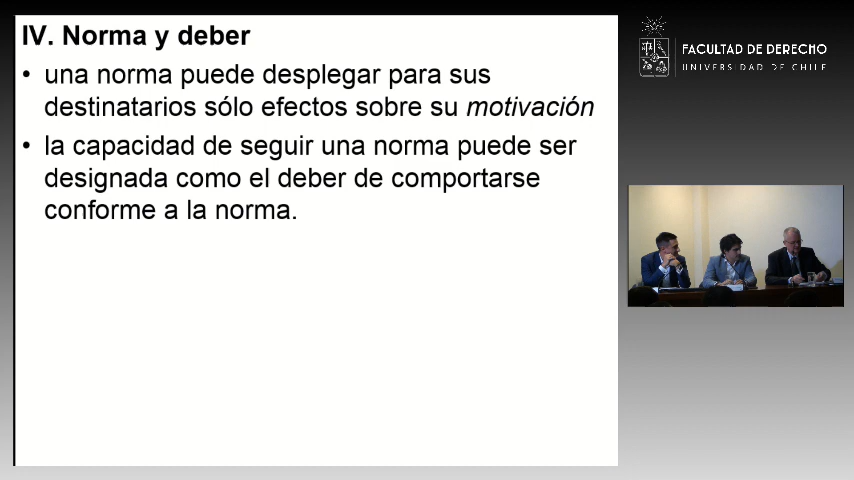 IV. Norma y deber
• una norma puede desplegar para sus
destinatarios sólo efectos sobre su motivación
• la capacidad de seguir una norma puede ser
designada como el deber de comportarse
conforme a la norma.
FACULTAD DE DERECHO
UNIVERSIDAD DE CHILE